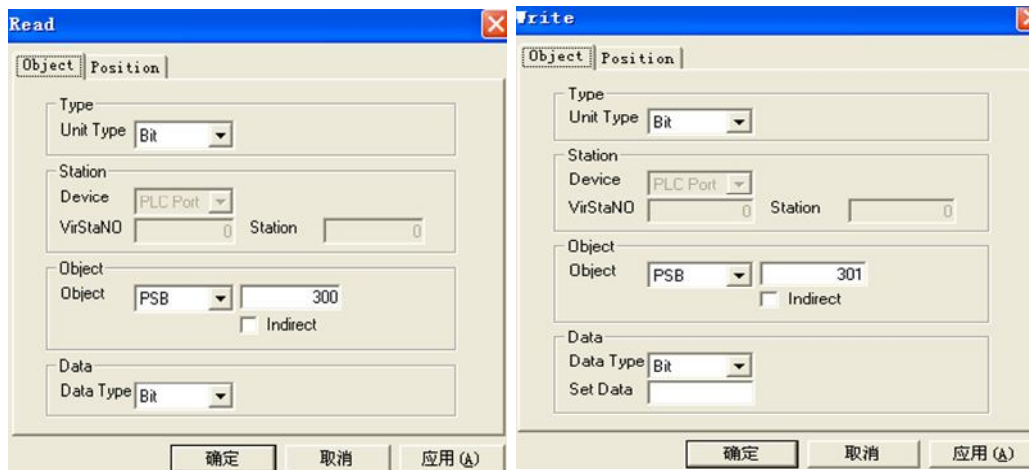 Read
Object Position
Type
Unit Type Bit
Station
Device PLC Port
VirStaNO 0 Station 0
Object
Object PSB 300
Indirect
Data
Data Type Bit
确定 取消 应用(A)
Write
Object Position
Type
Unit Type Bit
Station
Device PLC Port
VirStaNO 0 Station 0
Object
Object PSB 301
Indirect
Data
Data Type Bit
Set Data
确定 取消 应用(A)